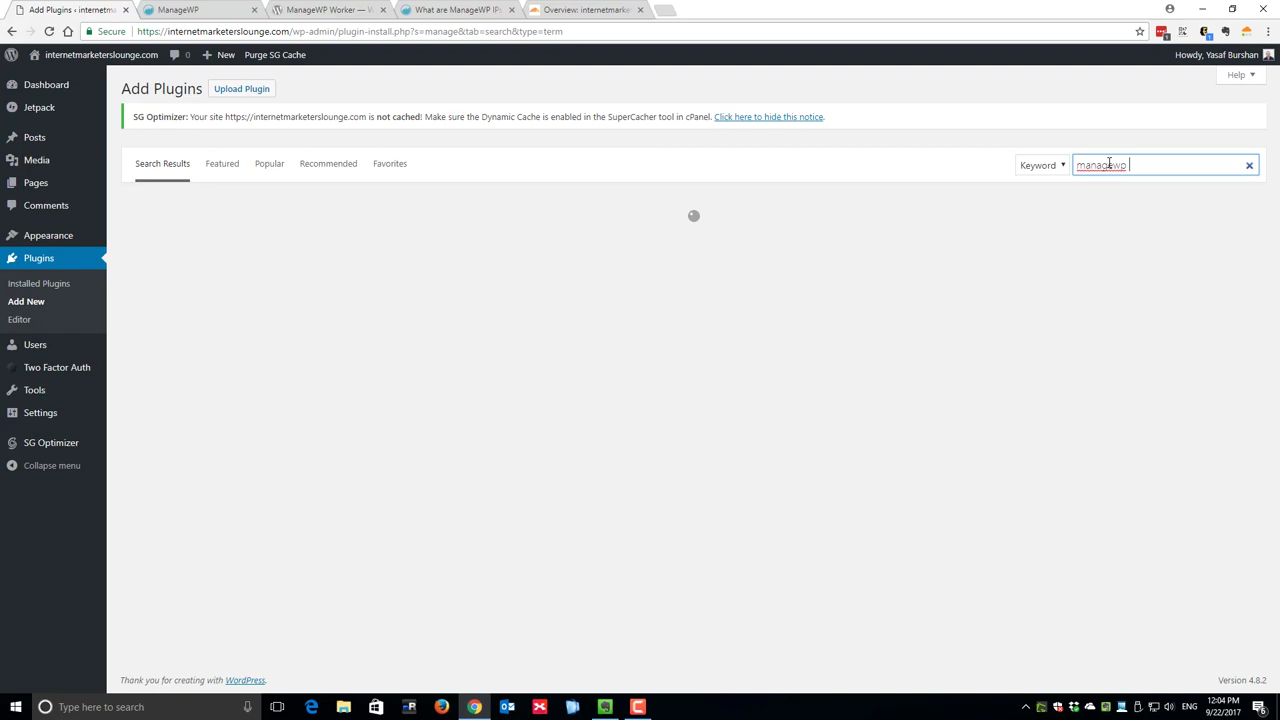 Add Plugins ‹ internetm
ManageWP
ManageWP Worker — W
What are ManageWP IPs
Overview: internetmarket
Secure https://internetmarketerslounge.com/wp-admin/plugin-install.php?s=manage&tab=search&type=term
internetmarketerslounge.com 0 New Purge SG Cache Howdy, Yasaf Burshan
Help
Dashboard
Jetpack
Posts
Media
Pages
Comments
Appearance
Plugins
Installed Plugins
Add New
Editor
Users
Two Factor Auth
Tools
Settings
SG Optimizer
Collapse menu
Add Plugins Upload Plugin
SG Optimizer: Your site https://internetmarketerslounge.com is not cached! Make sure the Dynamic Cache is enabled in the SuperCacher tool in cPanel. Click here to hide this notice.
Search Results Featured Popular Recommended Favorites Keyword managewp
Thank you for creating with WordPress. Version 4.8.2
Type here to search
ENG
12:04 PM
9/22/2017
6